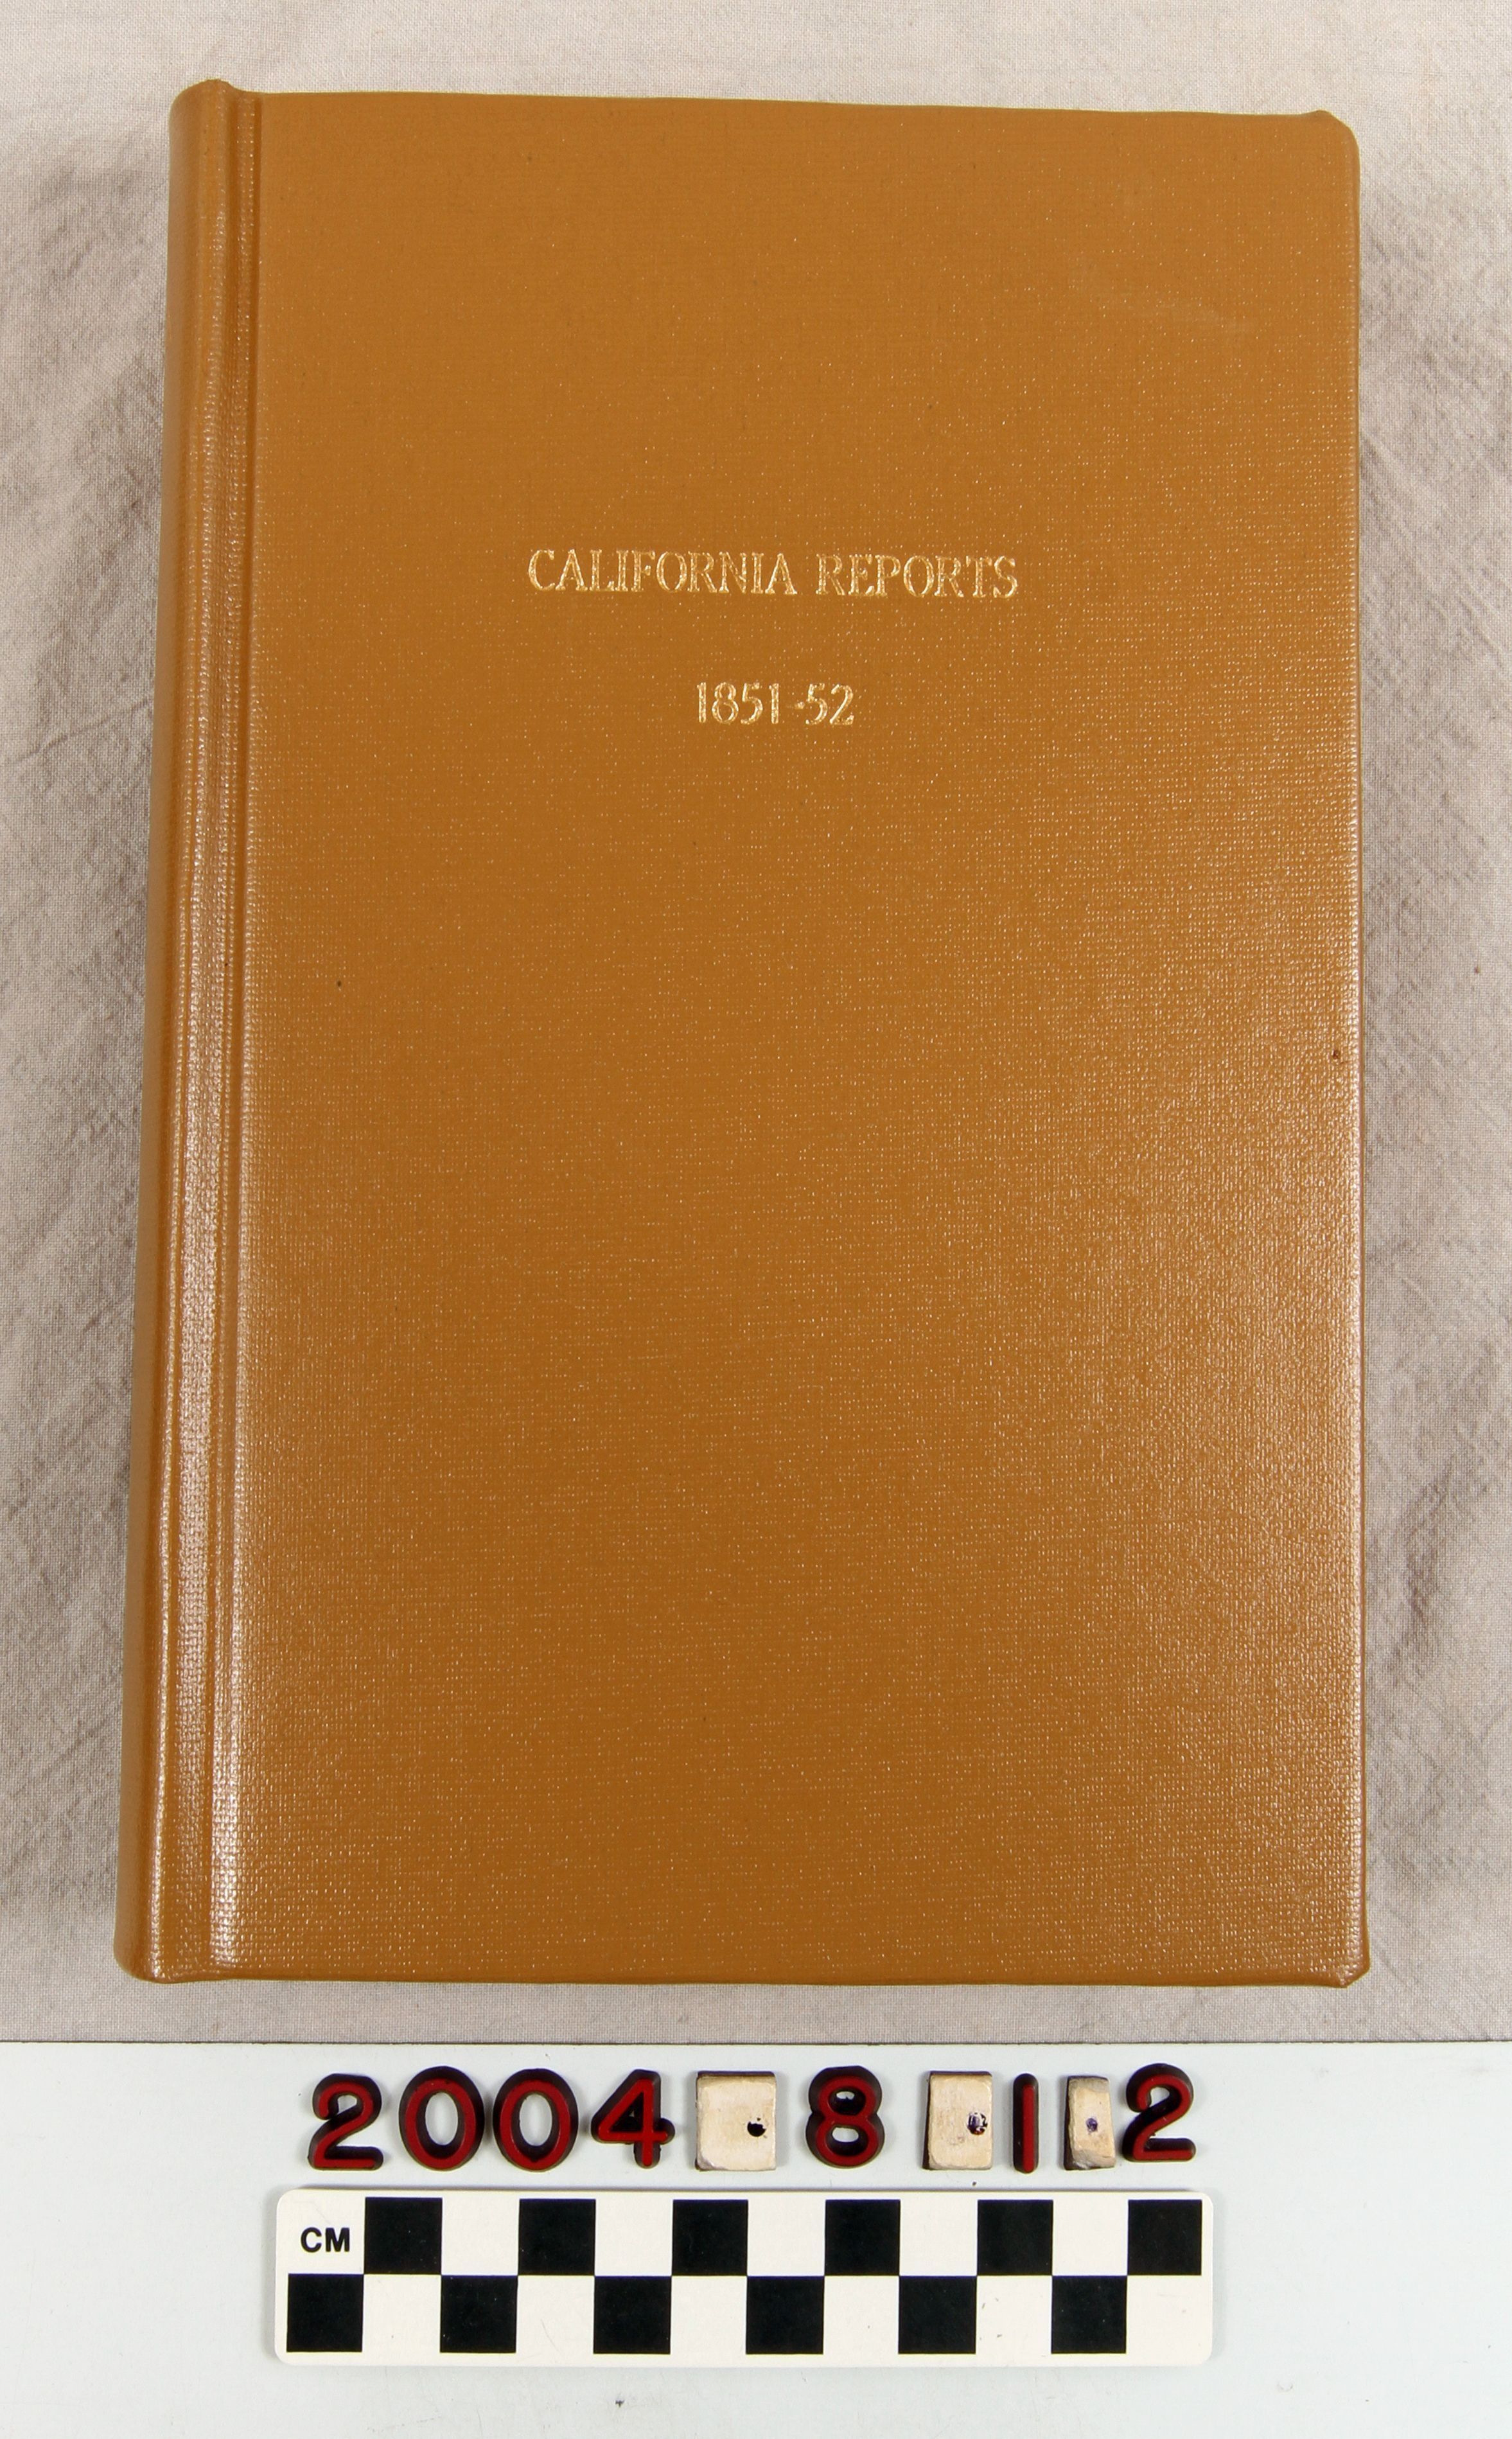 CALIFORNIA REPORTS
1851-52
2004.8.1.2
CM